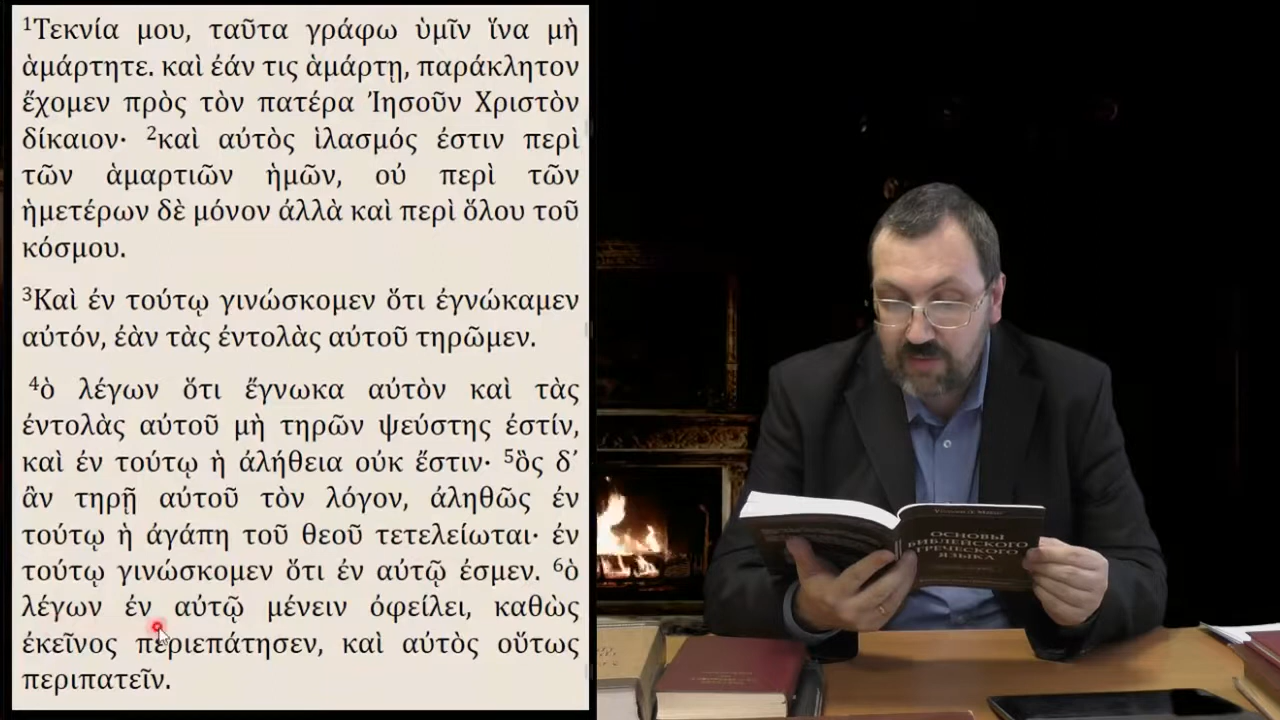 ¹Τεκνία μου, ταῦτα γράφω ὑμῖν ἵνα μὴ
ἁμάρτητε. καὶ ἐάν τις ἁμάρτῃ, παράκλητον
ἔχομεν πρὸς τὸν πατέρα Ἰησοῦν Χριστὸν
δίκαιον· ²καὶ αὐτὸς ἱλασμός ἐστιν περὶ
τῶν ἁμαρτιῶν ἡμῶν, οὐ περὶ τῶν
ἡμετέρων δὲ μόνον ἀλλὰ καὶ περὶ ὅλου τοῦ
κόσμου.
³Καὶ ἐν τούτῳ γινώσκομεν ὅτι ἐγνώκαμεν
αὐτόν, ἐὰν τὰς ἐντολὰς αὐτοῦ τηρῶμεν.
⁴ὁ λέγων ὅτι ἔγνωκα αὐτὸν καὶ τὰς
ἐντολὰς αὐτοῦ μὴ τηρῶν ψεύστης ἐστίν,
καὶ ἐν τούτῳ ἡ ἀλήθεια οὐκ ἔστιν· ⁵ὃς δ’
ἂν τηρῇ αὐτοῦ τὸν λόγον, ἀληθῶς ἐν
τούτῳ ἡ ἀγάπη τοῦ θεοῦ τετελείωται· ἐν
τούτῳ γινώσκομεν ὅτι ἐν αὐτῷ ἐσμεν. ⁶ὁ
λέγων ἐν αὐτῷ μένειν ὀφείλει, καθὼς
ἐκεῖνος περιεπάτησεν, καὶ αὐτὸς οὕτως
περιπατεῖν.
ОСНОВЫ
БИБЛЕЙСКОГО
ГРЕЧЕСКОГО
ЯЗЫКА